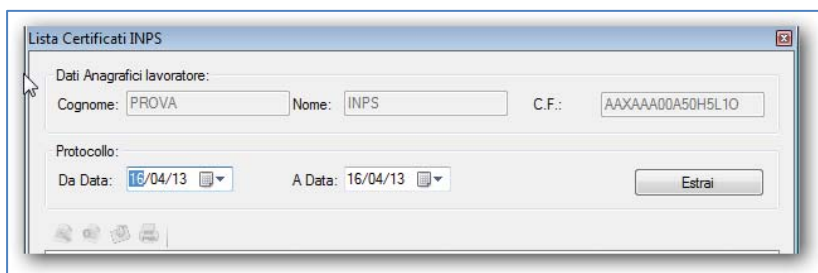 Lista Certificati INPS
Dati Anagrafici lavoratore:
Cognome: PROVA Nome: INPS C.F.: AAXAAA00A50H5L1O
Protocollo:
Da Data: 16/04/13 A Data: 16/04/13 Estrai